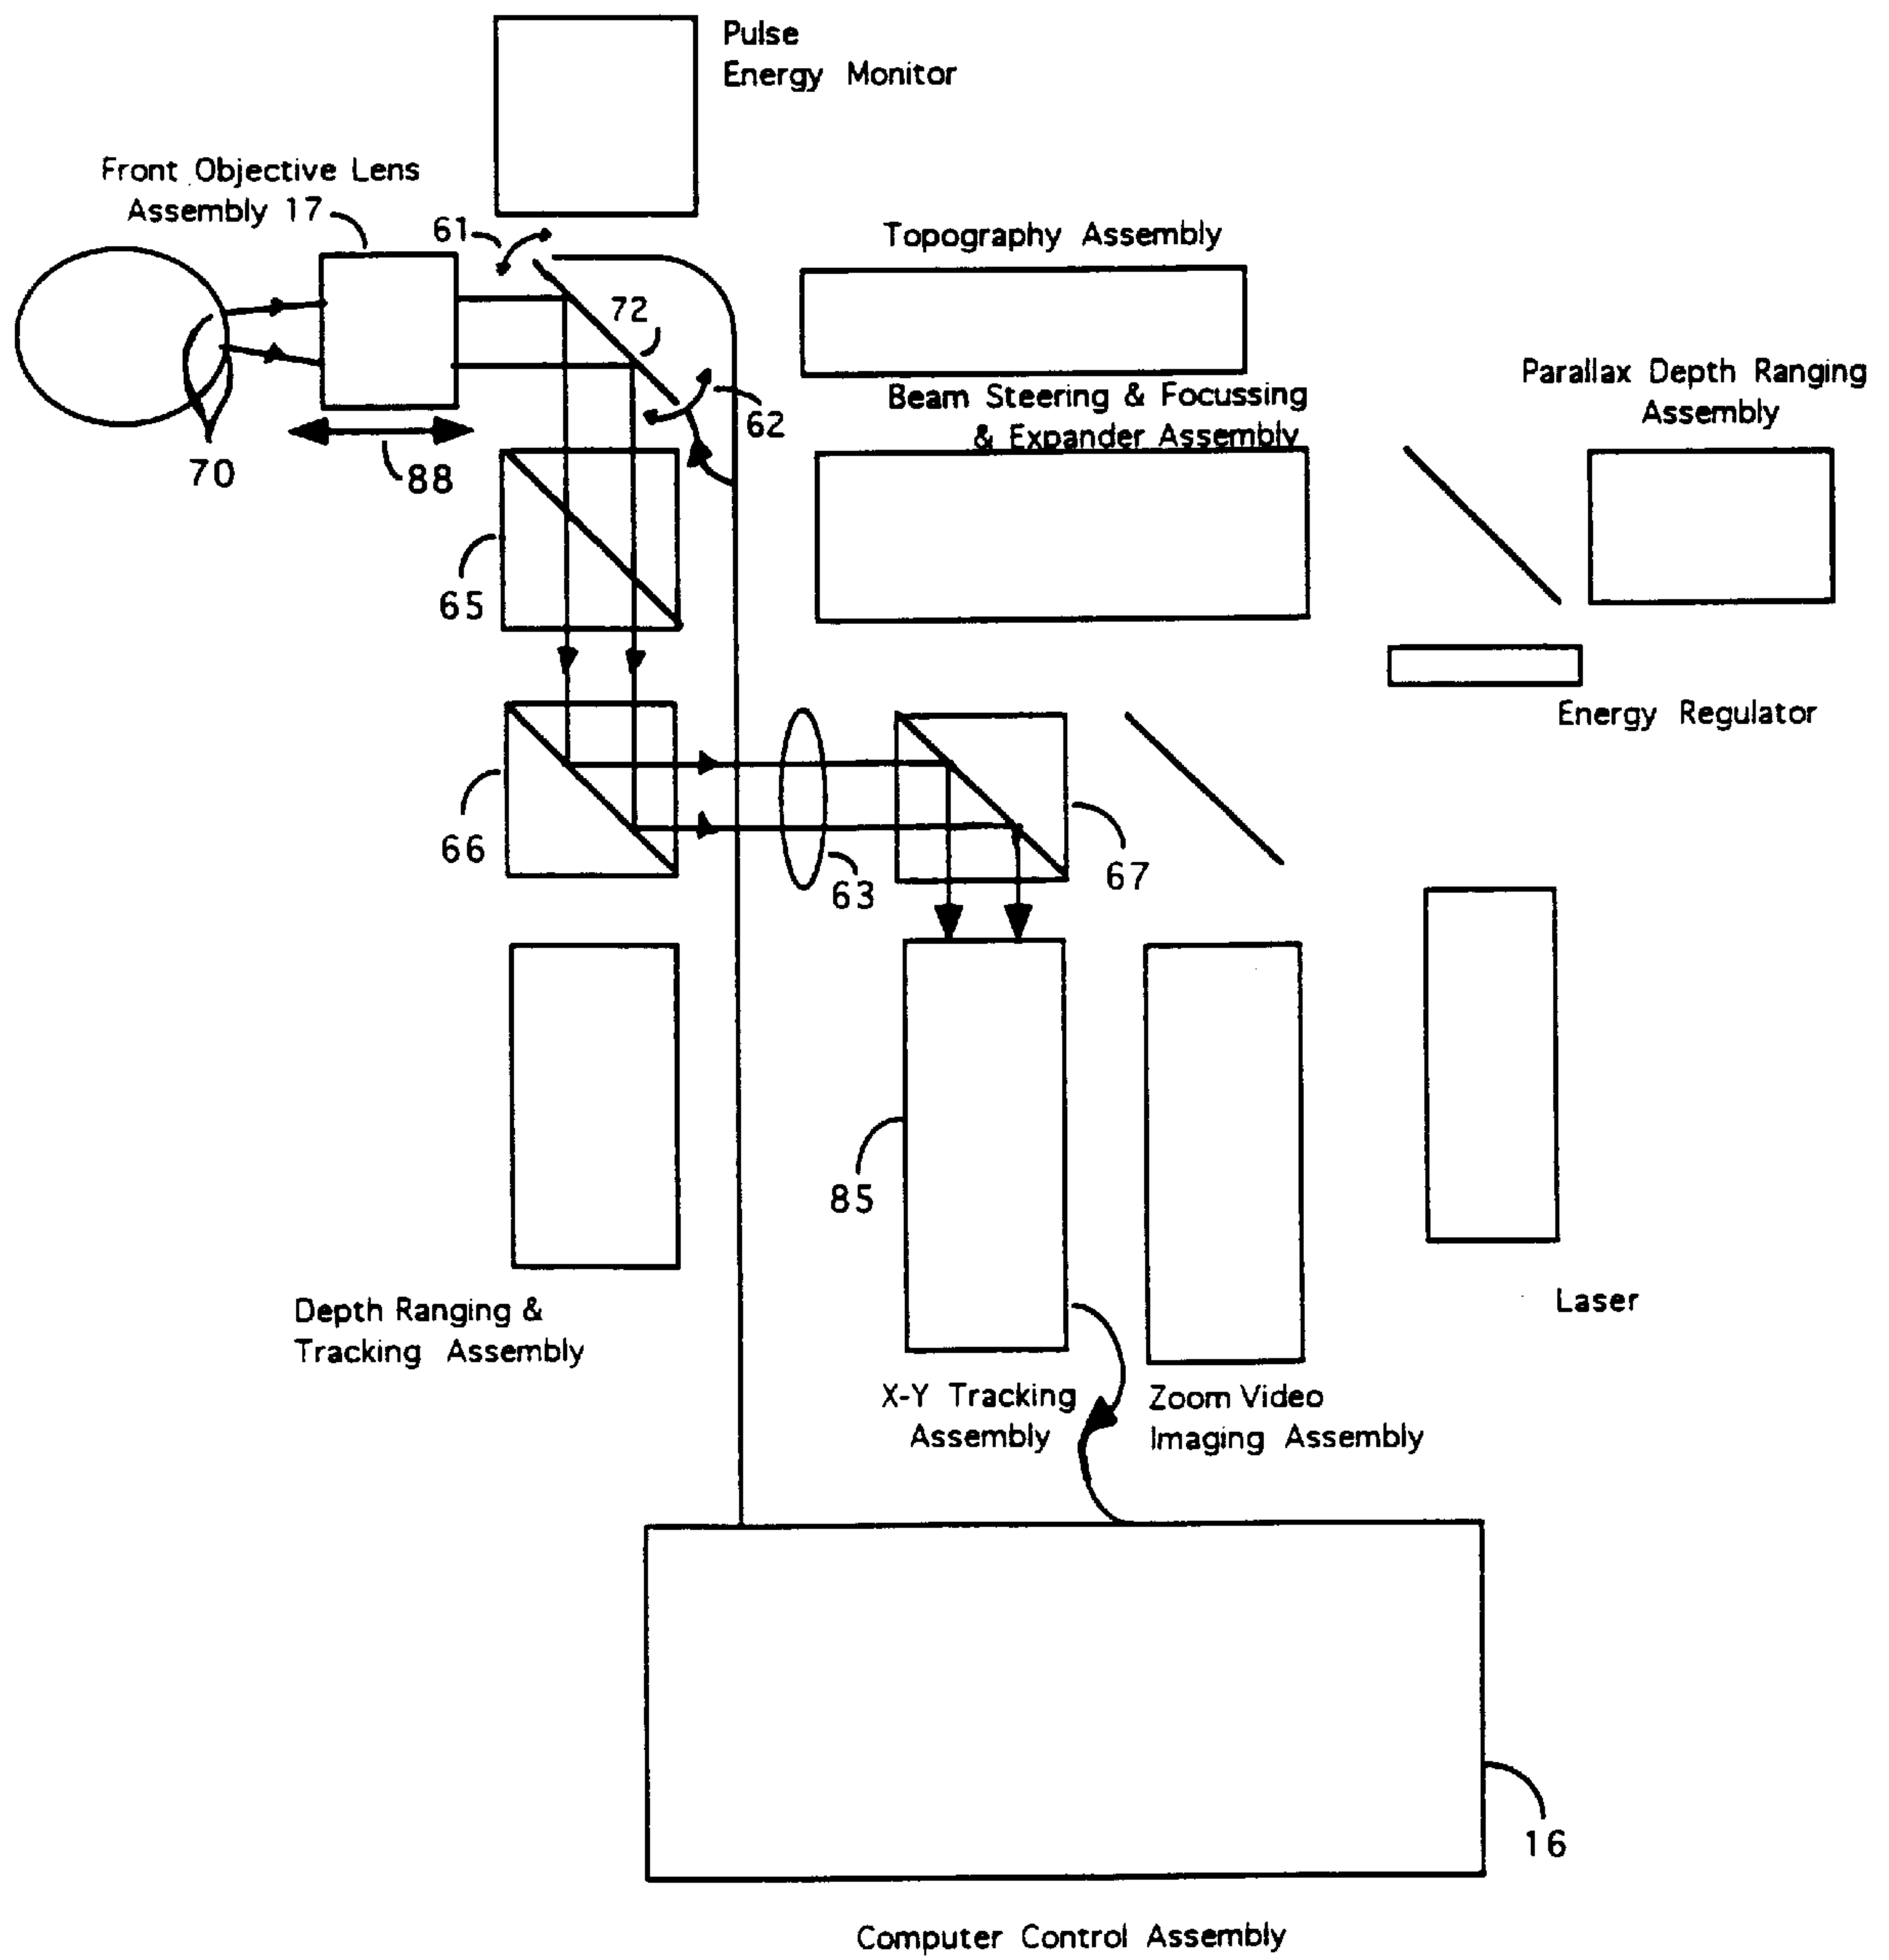 Pulse
Energy Monitor
Front Objective Lens
Assembly 17
61
Topography Assembly
72
Parallax Depth Ranging
Assembly
Beam Steering & Focussing
& Expander Assembly
62
70
88
65
Energy Regulator
66
63
67
85
Depth Ranging &
Tracking Assembly
Laser
X-Y Tracking
Assembly
Zoom Video
Imaging Assembly
16
Computer Control Assembly